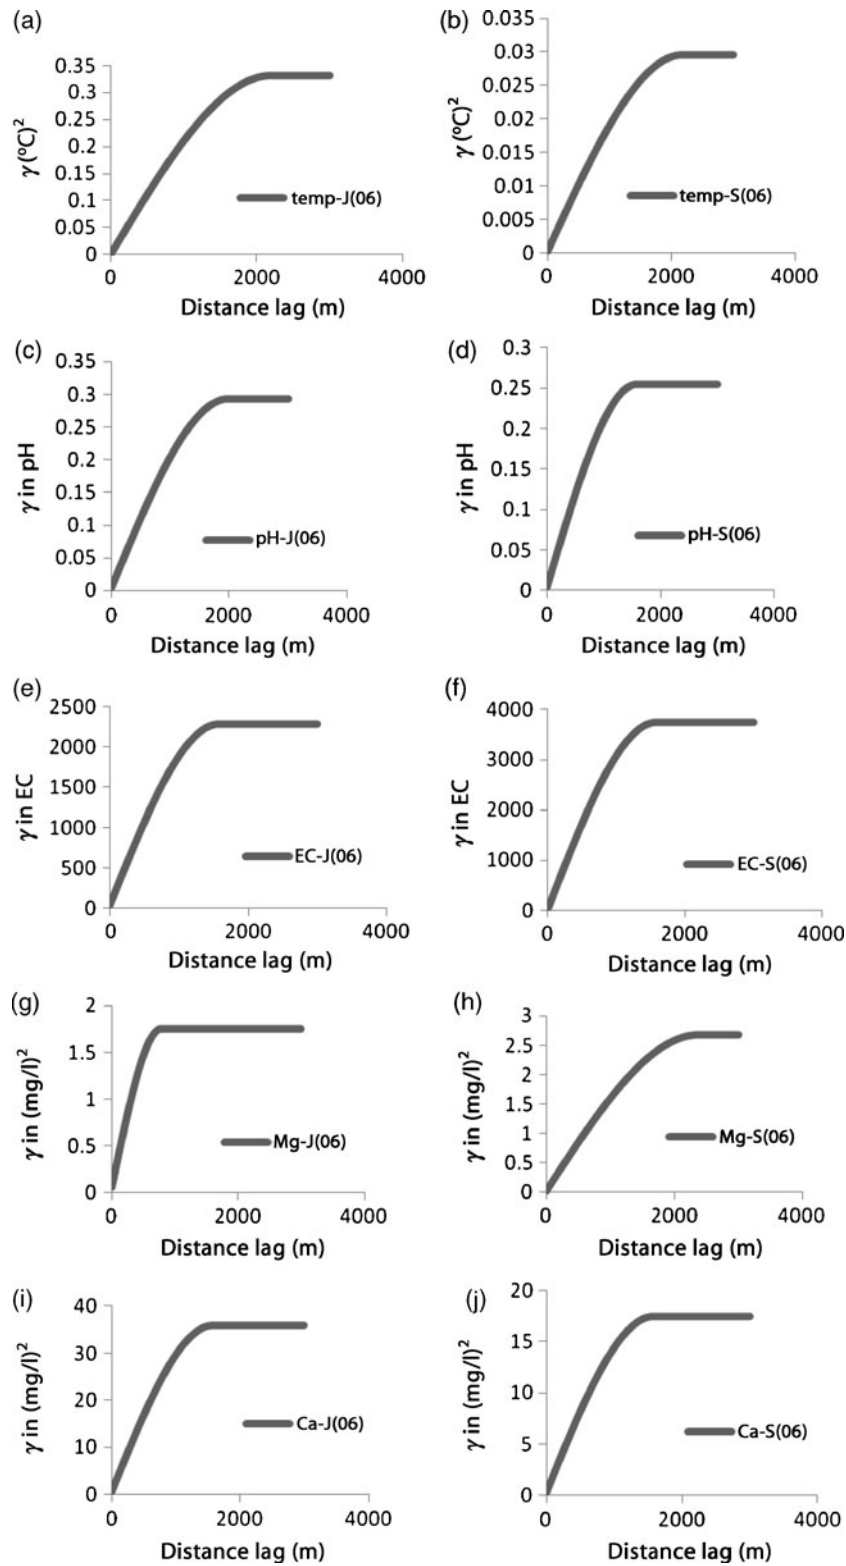 (a)
γ (ºC)²
0.35
0.3
0.25
0.2
0.15
0.1
0.05
0
temp-J(06)
0 2000 4000
Distance lag (m)
(b)
γ (ºC)²
0.035
0.03
0.025
0.02
0.015
0.01
0.005
0
temp-S(06)
0 2000 4000
Distance lag (m)
(c)
γ in pH
0.35
0.3
0.25
0.2
0.15
0.1
0.05
0
pH-J(06)
0 2000 4000
Distance lag (m)
(d)
γ in pH
0.3
0.25
0.2
0.15
0.1
0.05
0
pH-S(06)
0 2000 4000
Distance lag (m)
(e)
γ in EC
2500
2000
1500
1000
500
0
EC-J(06)
0 2000 4000
Distance lag (m)
(f)
γ in EC
4000
3000
2000
1000
0
EC-S(06)
0 2000 4000
Distance lag (m)
(g)
γ in (mg/l)²
2
1.5
1
0.5
0
Mg-J(06)
0 2000 4000
Distance lag (m)
(h)
γ in (mg/l)²
3
2.5
2
1.5
1
0.5
0
Mg-S(06)
0 2000 4000
Distance lag (m)
(i)
γ in (mg/l)²
40
30
20
10
0
Ca-J(06)
0 2000 4000
Distance lag (m)
(j)
γ in (mg/l)²
20
15
10
5
0
Ca-S(06)
0 2000 4000
Distance lag (m)